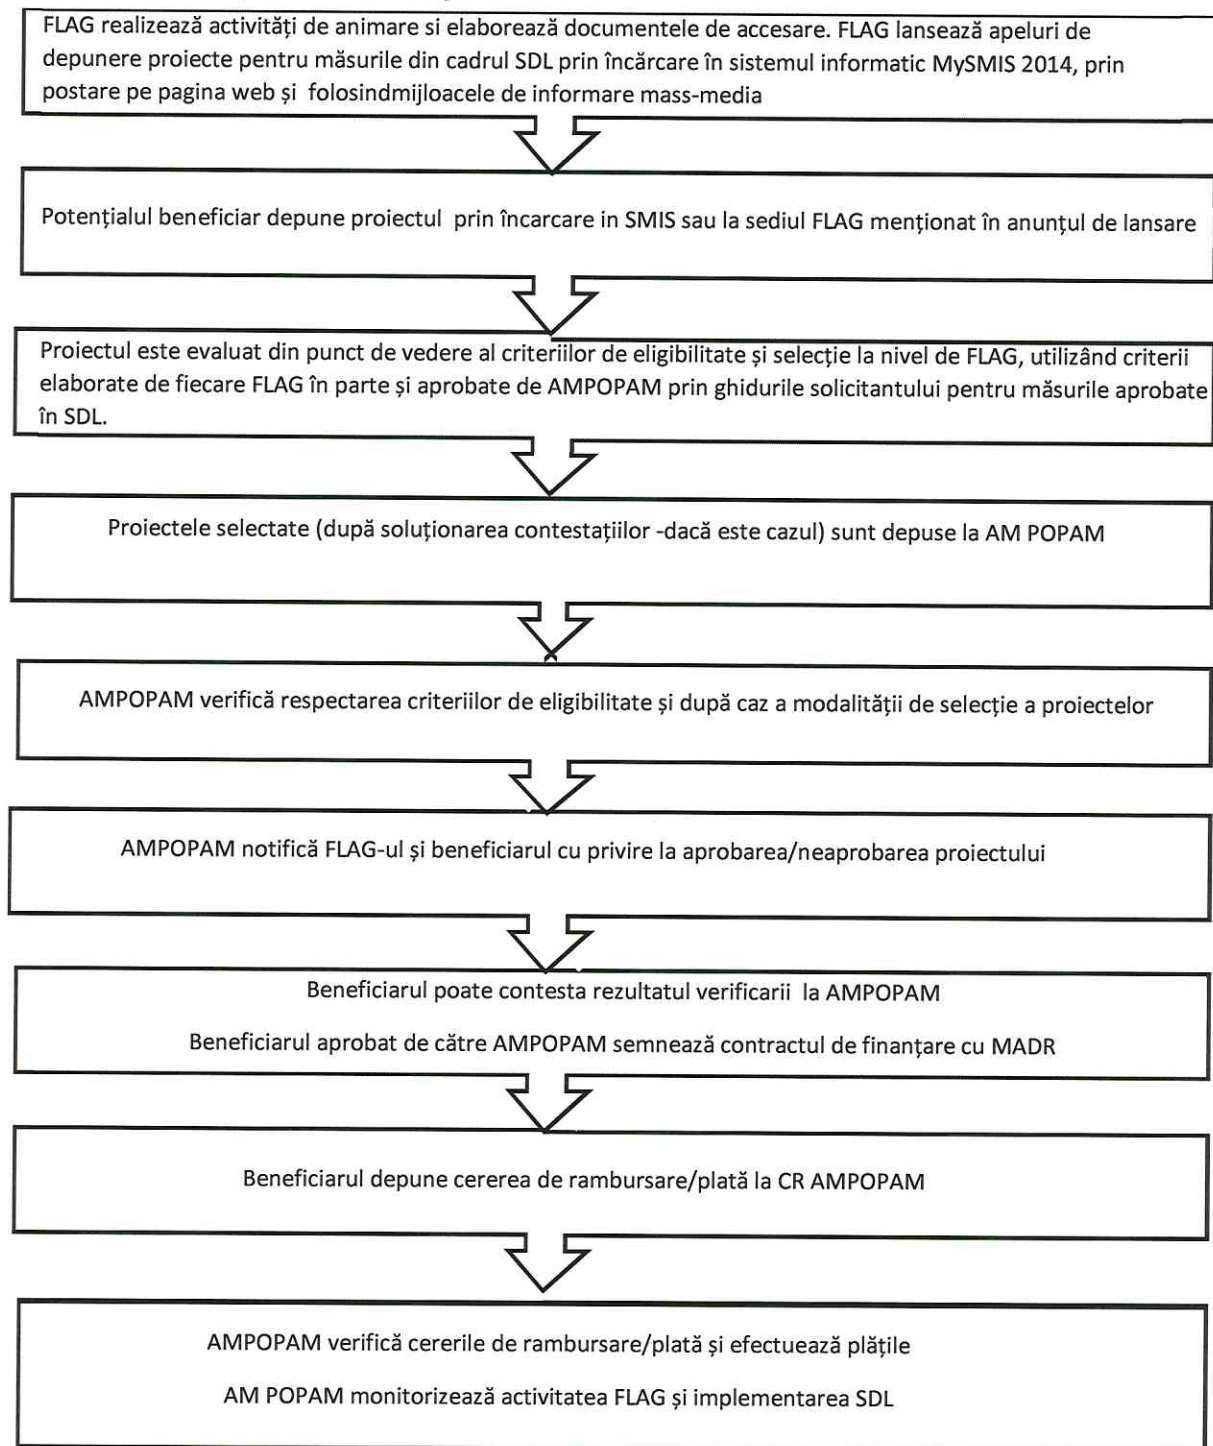 FLAG realizează activități de animare si elaborează documentele de accesare. FLAG lansează apeluri de
depunere proiecte pentru măsurile din cadrul SDL prin încărcare în sistemul informatic MySMIS 2014, prin
postare pe pagina web și folosindmijloacele de informare mass-media
Potențialul beneficiar depune proiectul prin încarcare in SMIS sau la sediul FLAG menționat în anunțul de lansare
Proiectul este evaluat din punct de vedere al criteriilor de eligibilitate și selecție la nivel de FLAG, utilizând criterii
elaborate de fiecare FLAG în parte și aprobate de AMPOPAM prin ghidurile solicitantului pentru măsurile aprobate
în SDL.
Proiectele selectate (după soluționarea contestațiilor -dacă este cazul) sunt depuse la AM POPAM
AMPOPAM verifică respectarea criteriilor de eligibilitate și după caz a modalității de selecție a proiectelor
AMPOPAM notifică FLAG-ul și beneficiarul cu privire la aprobarea/neaprobarea proiectului
Beneficiarul poate contesta rezultatul verificarii la AMPOPAM
Beneficiarul aprobat de către AMPOPAM semnează contractul de finanțare cu MADR
Beneficiarul depune cererea de rambursare/plată la CR AMPOPAM
AMPOPAM verifică cererile de rambursare/plată și efectuează plățile
AM POPAM monitorizează activitatea FLAG și implementarea SDL